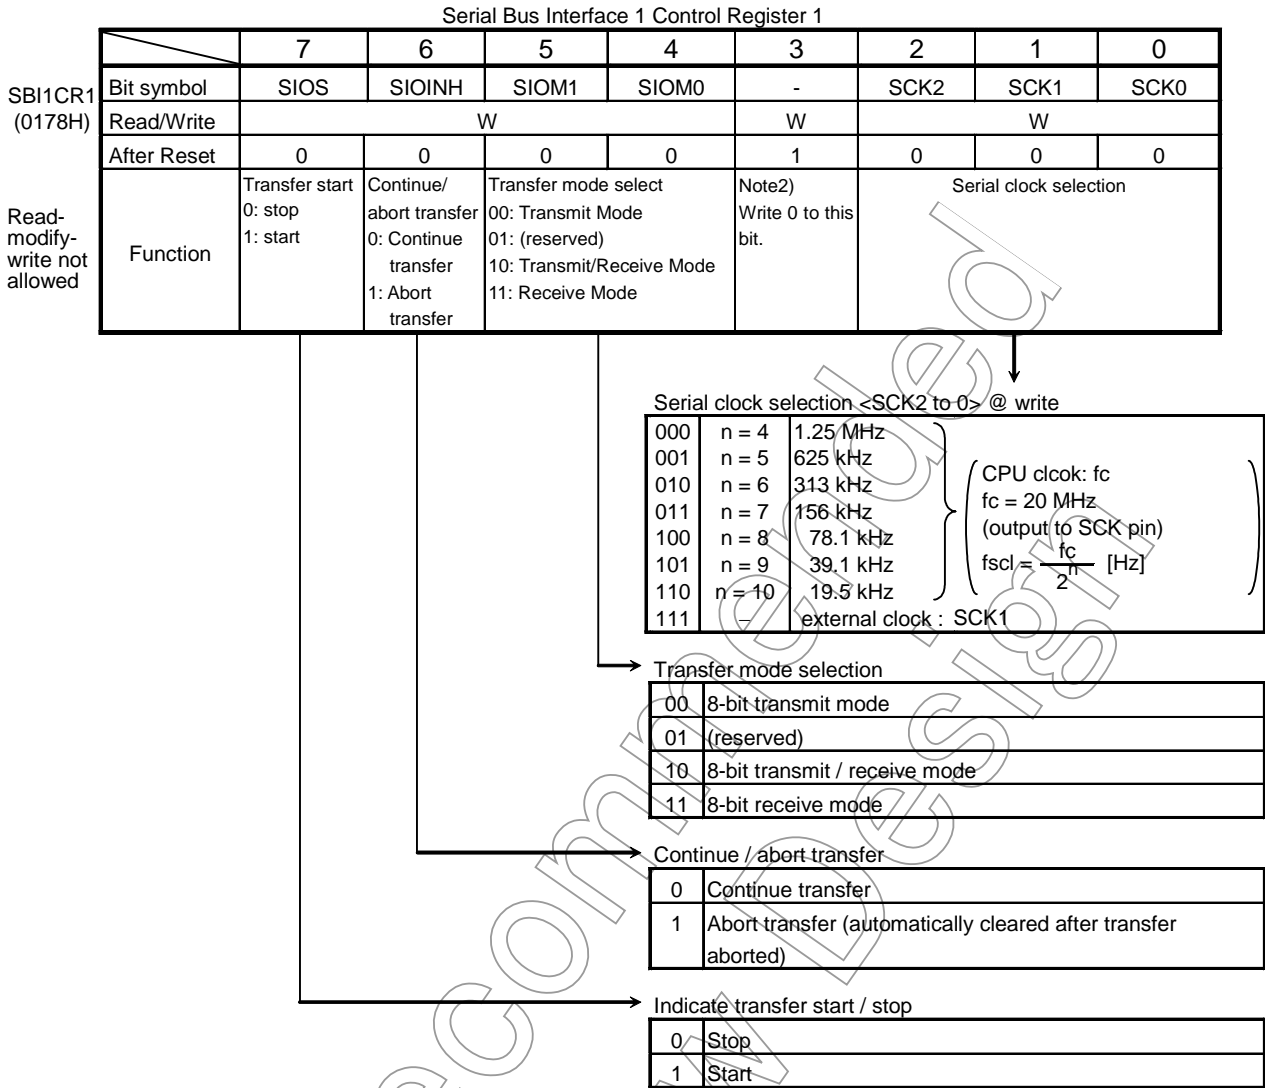 Serial Bus Interface 1 Control Register 1
7 6 5 4 3 2 1 0
SBI1CR1
(0178H)
Bit symbol SIOS SIOINH SIOM1 SIOM0 - SCK2 SCK1 SCK0
Read/Write W W W
After Reset 0 0 0 0 1 0 0 0
Read-
modify-
write not
allowed
Function
Transfer start
0: stop
1: start
Continue/
abort transfer
0: Continue
transfer
1: Abort
transfer
Transfer mode select
00: Transmit Mode
01: (reserved)
10: Transmit/Receive Mode
11: Receive Mode
Note2)
Write 0 to this
bit.
Serial clock selection
Serial clock selection <SCK2 to 0> @ write
000 n = 4 1.25 MHz
001 n = 5 625 kHz
010 n = 6 313 kHz
011 n = 7 156 kHz
100 n = 8 78.1 kHz
101 n = 9 39.1 kHz
110 n = 10 19.5 kHz
111 – external clock : SCK1
CPU clcok: fc
fc = 20 MHz
(output to SCK pin)
fscl = fc / 2^n [Hz]
Transfer mode selection
00 8-bit transmit mode
01 (reserved)
10 8-bit transmit / receive mode
11 8-bit receive mode
Continue / abort transfer
0 Continue transfer
1 Abort transfer (automatically cleared after transfer
aborted)
Indicate transfer start / stop
0 Stop
1 Start
ecommended
w Design